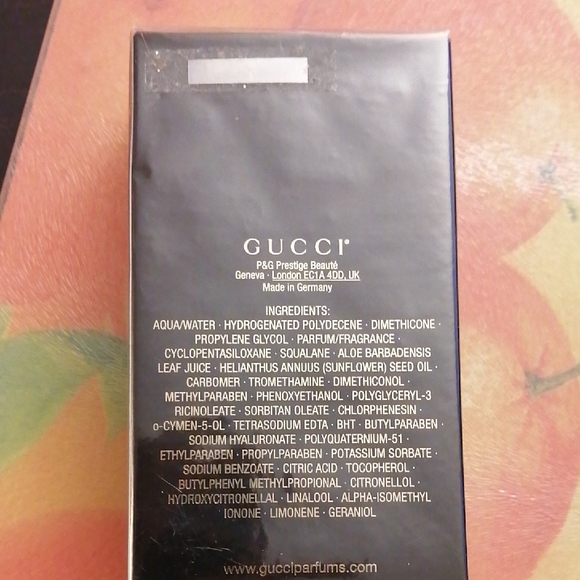 GUCCI
P&G Prestige Beauté
Geneva · London EC1A 4DD, UK
Made in Germany
INGREDIENTS:
AQUA/WATER · HYDROGENATED POLYDECENE · DIMETHICONE ·
PROPYLENE GLYCOL · PARFUM/FRAGRANCE ·
CYCLOPENTASILOXANE · SQUALANE · ALOE BARBADENSIS
LEAF JUICE · HELIANTHUS ANNUUS (SUNFLOWER) SEED OIL ·
CARBOMER · TROMETHAMINE · DIMETHICONOL ·
METHYLPARABEN · PHENOXYETHANOL · POLYGLYCERYL-3
RICINOLEATE · SORBITAN OLEATE · CHLORPHENESIN ·
o-CYMEN-5-OL · TETRASODIUM EDTA · BHT · BUTYLPARABEN ·
SODIUM HYALURONATE · POLYQUATERNIUM-51 ·
ETHYLPARABEN · PROPYLPARABEN · POTASSIUM SORBATE ·
SODIUM BENZOATE · CITRIC ACID · TOCOPHEROL ·
BUTYLPHENYL METHYLPROPIONAL · CITRONELLOL ·
HYDROXYCITRONELLAL · LINALOOL · ALPHA-ISOMETHYL
IONONE · LIMONENE · GERANIOL
www.gucciparfums.com